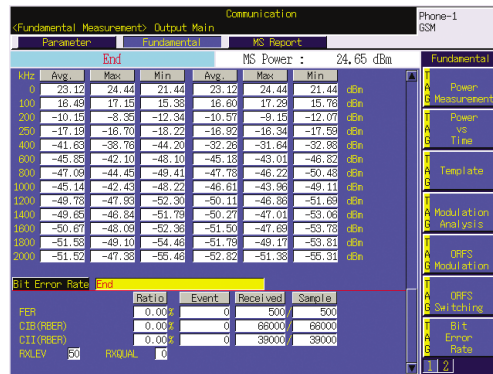 Communication
Phone-1
<Fundamental Measurement> Output Main
GSM
Parameter Fundamental MS Report
End MS Power : 24.65 dBm
Fundamental
kHz Avg. Max Min Avg. Max Min
0 23.12 24.44 21.44 23.12 24.44 21.44 dBm
100 16.49 17.15 15.38 16.60 17.29 15.76 dBm
200 -10.15 -8.35 -12.34 -10.57 -9.15 -12.07 dBm
250 -17.19 -16.70 -18.22 -16.92 -16.34 -17.59 dBm
400 -41.63 -38.76 -44.20 -32.26 -31.64 -32.98 dBm
600 -45.85 -42.10 -48.10 -45.18 -43.01 -46.82 dBm
800 -47.09 -44.45 -49.41 -47.78 -46.22 -50.48 dBm
1000 -45.14 -42.43 -48.22 -46.61 -43.96 -49.11 dBm
1200 -49.78 -47.93 -52.30 -50.11 -46.86 -51.69 dBm
1400 -49.65 -46.84 -51.79 -50.27 -47.01 -53.06 dBm
1600 -50.67 -48.09 -52.36 -51.50 -47.69 -53.78 dBm
1800 -51.58 -49.10 -54.46 -51.79 -49.17 -53.81 dBm
2000 -51.52 -47.38 -55.46 -52.82 -51.38 -55.31 dBm
Bit Error Rate End
Ratio Event Received Sample
FER 0.00% 0 500/ 500
CIB(RBER) 0.00% 0 66000/ 66000
CII(RBER) 0.00% 0 39000/ 39000
RXLEV 50 RXQUAL 0
TAG Power Measurement
TAG Power vs Time
TAG Template
TAG Modulation Analysis
TAG ORFS Modulation
TAG ORFS Switching
TAG Bit Error Rate
1 2